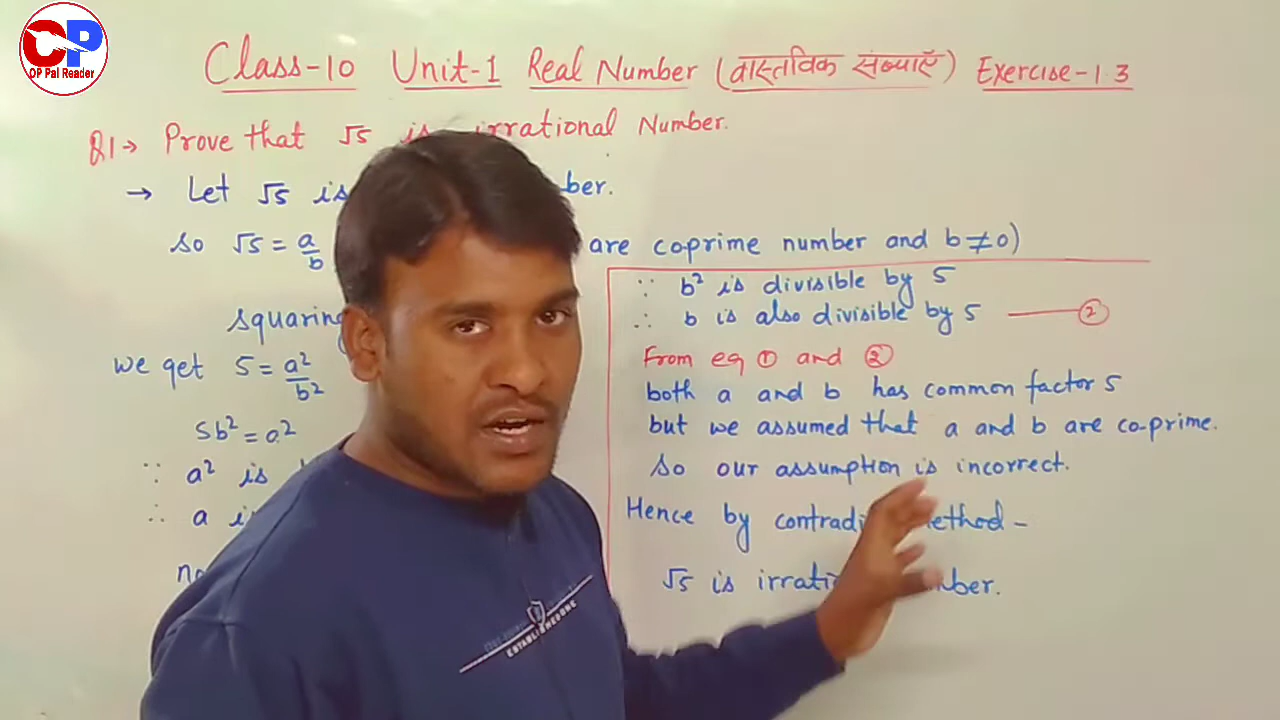 OP
OP Pal Reader
Class-10 Unit-1 Real Number (वास्तविक संख्याएँ) Exercise-1.3
Q1→ Prove that √5 is irrational Number.
→ Let √5 is ber.
so √5 = a/b are coprime number and b≠0)
squaring
we get 5 = a²/b²
5b² = a²
∵ a² is
∴ a
∵ b² is divisible by 5
∴ b is also divisible by 5 — ②
From eq ① and ②
both a and b has common factor 5
but we assumed that a and b are co-prime.
So our assumption is incorrect.
Hence by contradi method -
√5 is irrati mber.
ESTABLISHEDONE